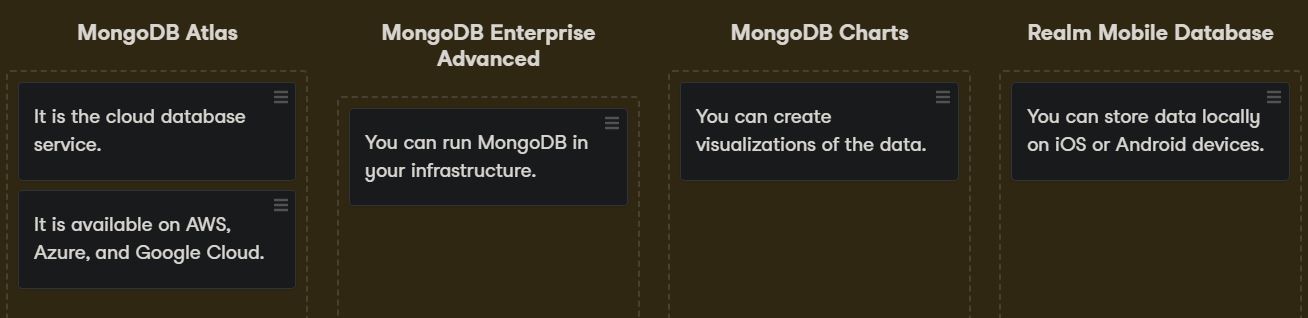 MongoDB Atlas
It is the cloud database
service.
It is available on AWS,
Azure, and Google Cloud.
MongoDB Enterprise
Advanced
You can run MongoDB in
your infrastructure.
MongoDB Charts
You can create
visualizations of the data.
Realm Mobile Database
You can store data locally
on iOS or Android devices.